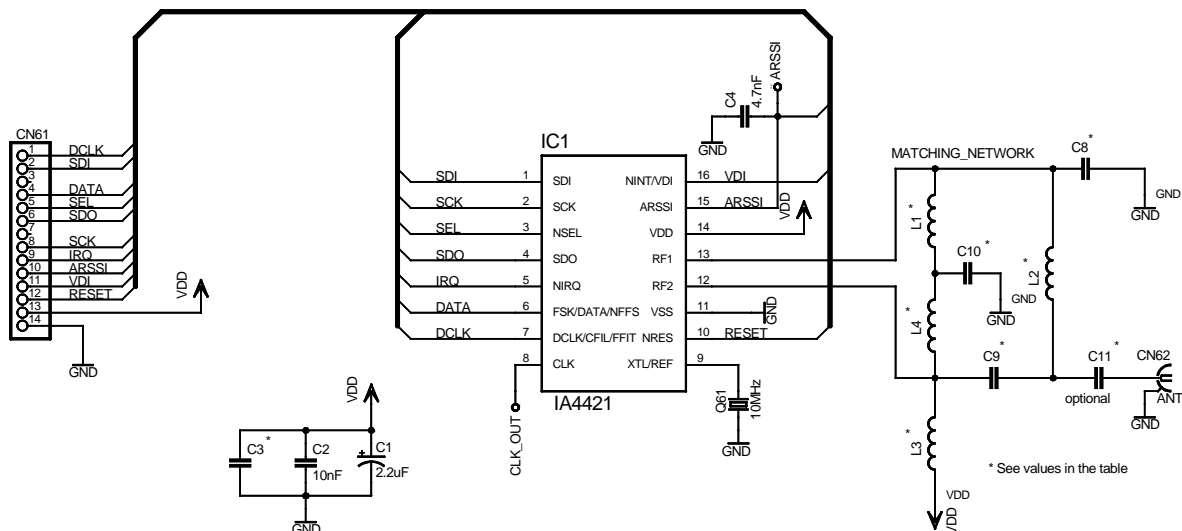 CN61
1 DCLK
2 SDI
3
4 DATA
5 SEL
6 SDO
7
8 SCK
9 IRQ
10 ARSSI
11 VDI
12 RESET
13
14
VDD
GND
SDI
SCK
SEL
SDO
IRQ
DATA
DCLK
CLK_OUT
IC1
1 SDI
2 SCK
3 NSEL
4 SDO
5 NIRQ
6 FSK/DATA/NFFS
7 DCLK/CFIL/FFIT
8 CLK
NINT/VDI 16 VDI
ARSSI 15 ARSSI
VDD 14
RF1 13
RF2 12
VSS 11
NRES 10 RESET
XTL/REF 9
IA4421
VDD
GND
C4
4.7nF
GND
ARSSI
Q61
10MHz
GND
MATCHING_NETWORK
L1 *
C10 *
GND
GND
L4 *
L2 *
C8 *
GND
GND
C9 *
C11 *
optional
CN62
ANT
GND
L3 *
VDD
VDD
* See values in the table
VDD
C3 *
C2
10nF
+
C1
2.2uF
GND